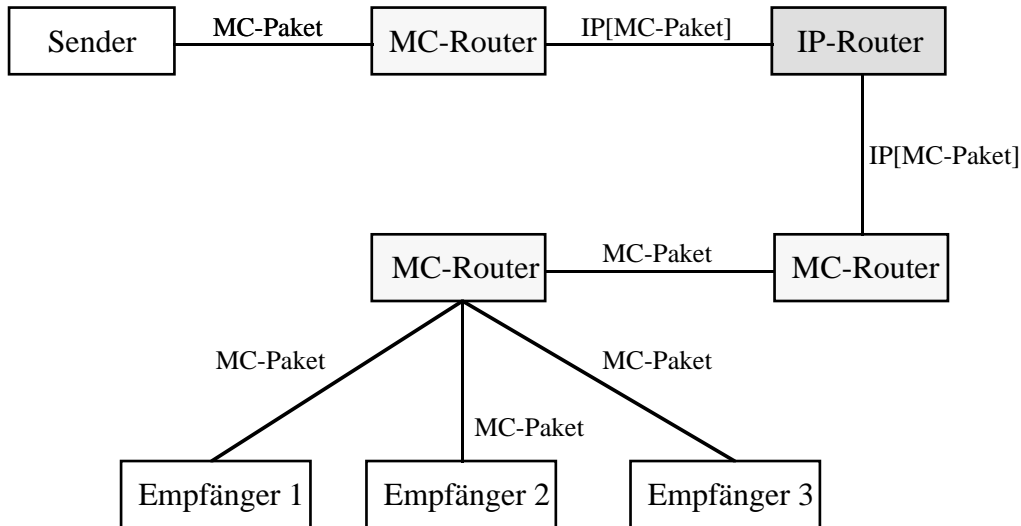 Sender
MC-Paket
MC-Router
IP[MC-Paket]
IP-Router
IP[MC-Paket]
MC-Router
MC-Paket
MC-Router
MC-Paket
MC-Paket
MC-Paket
Empfänger 1
Empfänger 2
Empfänger 3